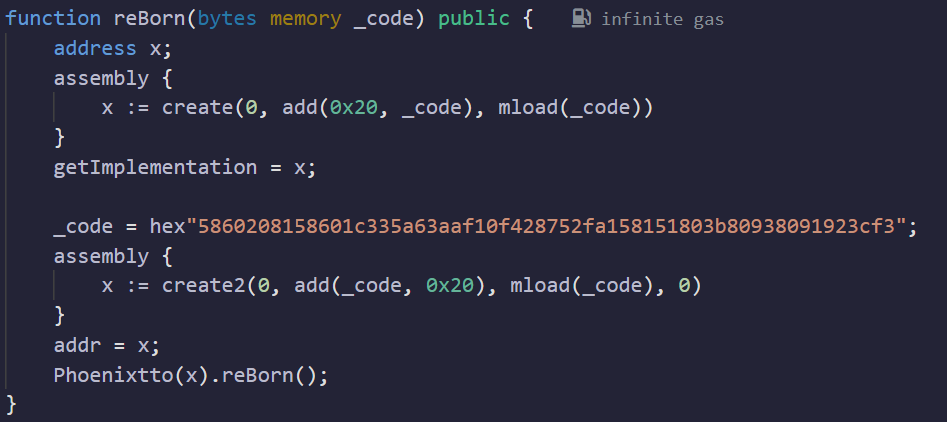 function reBorn(bytes memory _code) public {    infinite gas
    address x;
    assembly {
        x := create(0, add(0x20, _code), mload(_code))
    }
    getImplementation = x;

    _code = hex"5860208158601c335a63aaf10f428752fa158151803b80938091923cf3";
    assembly {
        x := create2(0, add(_code, 0x20), mload(_code), 0)
    }
    addr = x;
    Phoenixtto(x).reBorn();
}